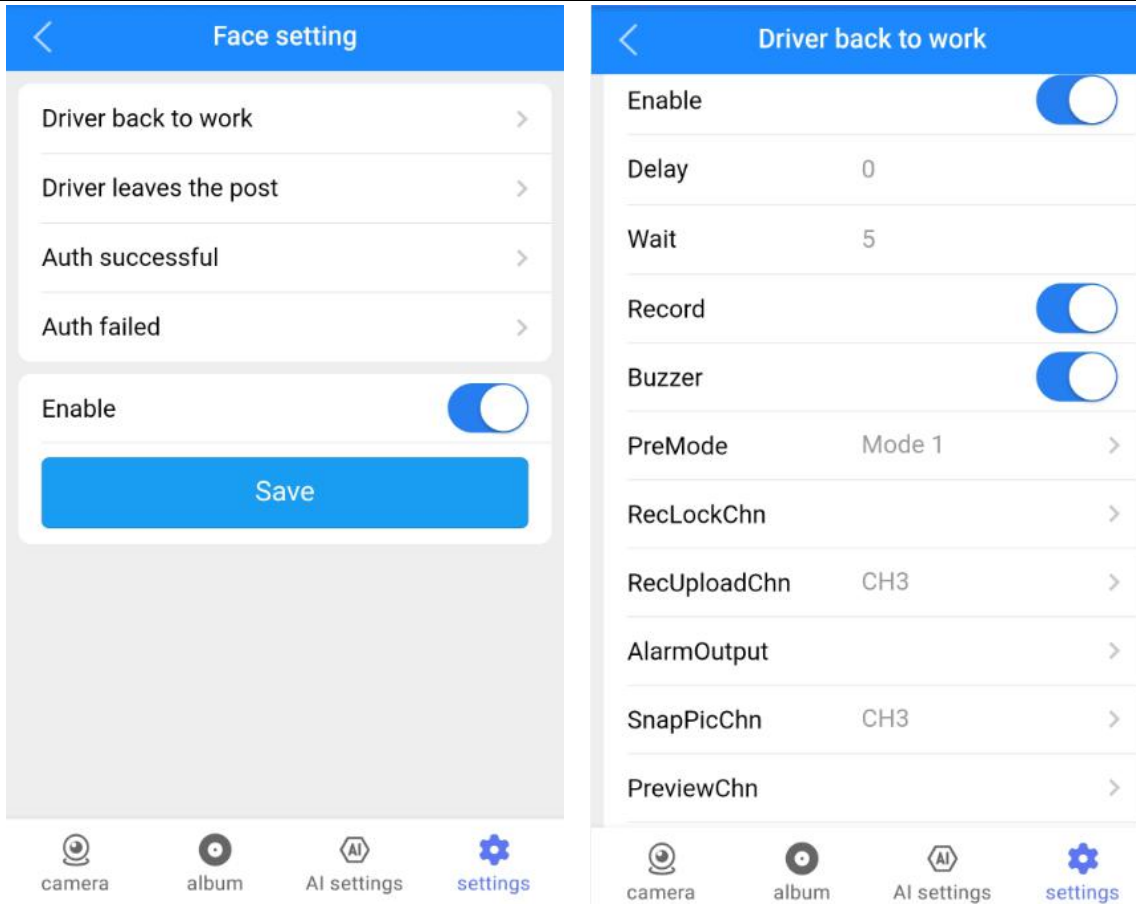 Face setting
Driver back to work
Driver leaves the post
Auth successful
Auth failed
Enable
Save
camera album AI settings settings
Driver back to work
Enable
Delay 0
Wait 5
Record
Buzzer
PreMode Mode 1
RecLockChn
RecUploadChn CH3
AlarmOutput
SnapPicChn CH3
PreviewChn
camera album AI settings settings